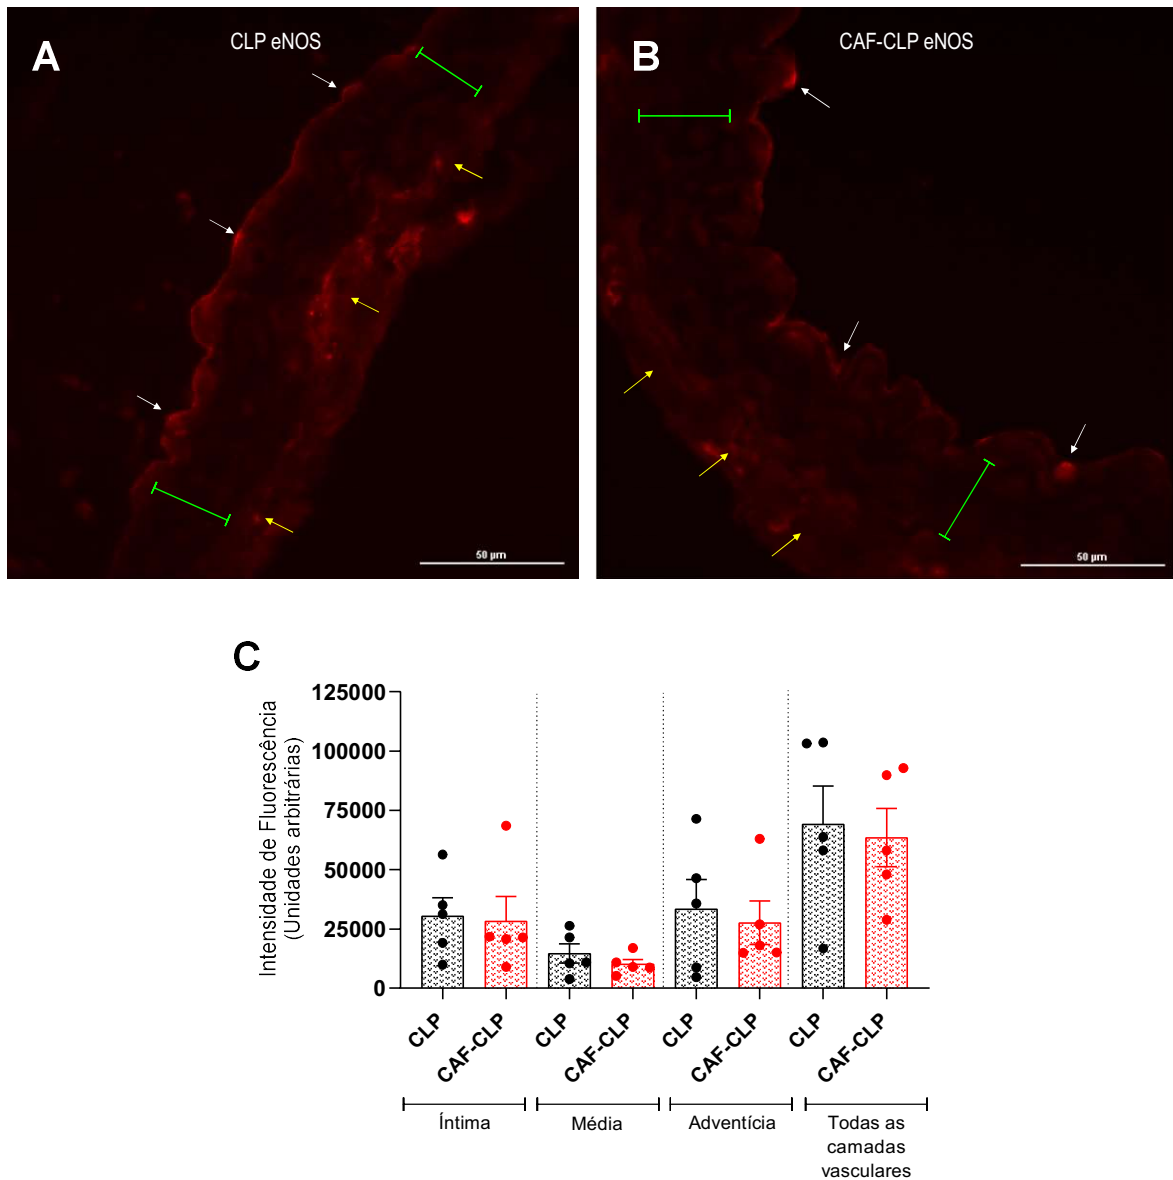 A
CLP eNOS
50 µm
B
CAF-CLP eNOS
50 µm
C
Intensidade de Fluorescência
(Unidades arbitrárias)
125000
100000
75000
50000
25000
0
CLP
CAF-CLP
CLP
CAF-CLP
CLP
CAF-CLP
CLP
CAF-CLP
Íntima
Média
Adventícia
Todas as
camadas
vasculares